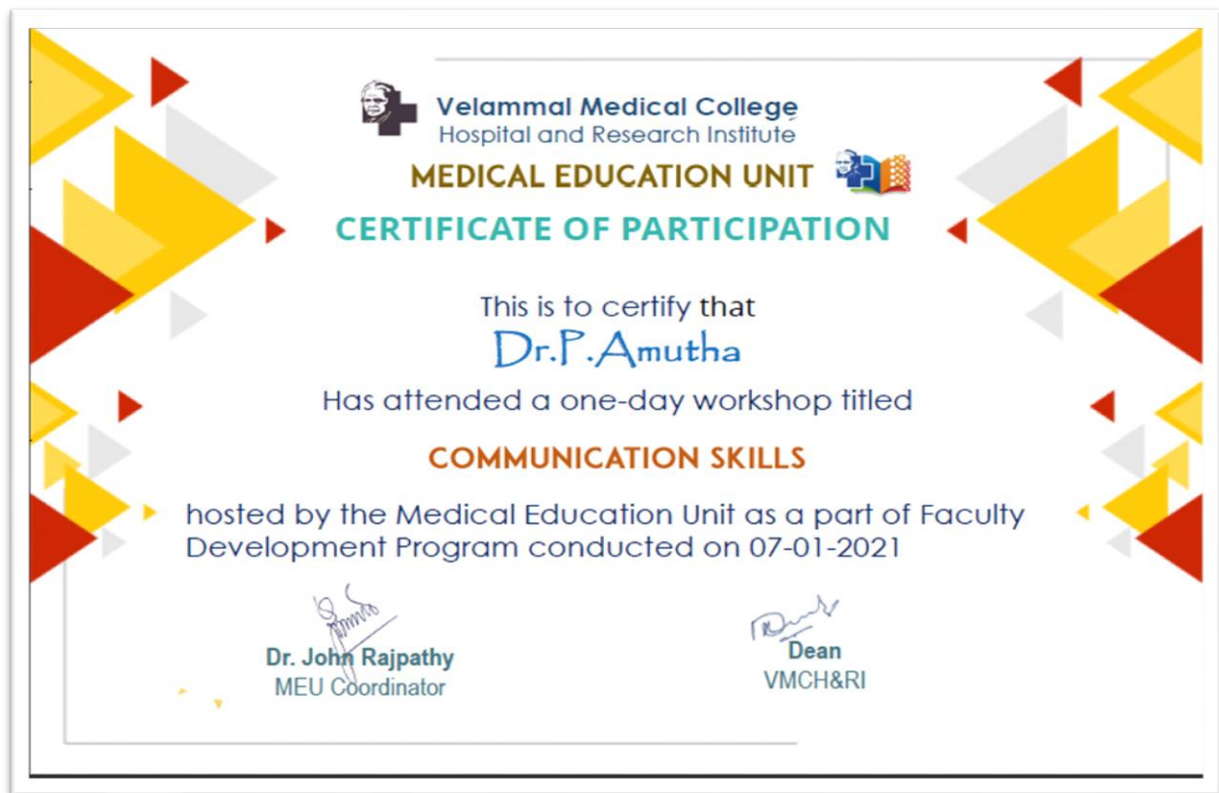 Velammal Medical College
Hospital and Research Institute
MEDICAL EDUCATION UNIT
CERTIFICATE OF PARTICIPATION
This is to certify that
Dr.P.Amutha
Has attended a one-day workshop titled
COMMUNICATION SKILLS
hosted by the Medical Education Unit as a part of Faculty
Development Program conducted on 07-01-2021
Dr. John Rajpathy
MEU Coordinator
Dean
VMCH&RI